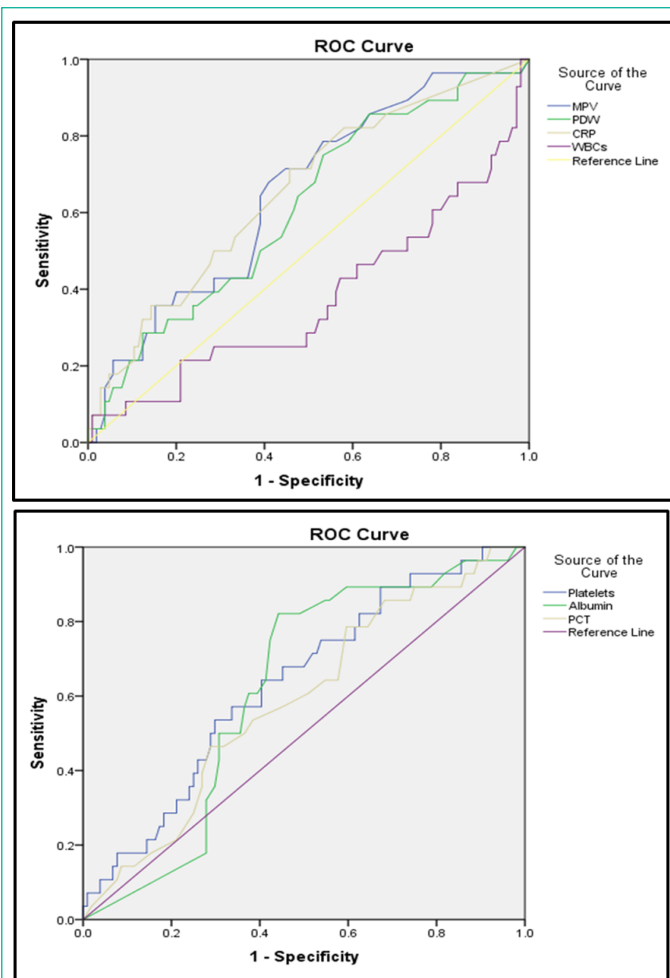 ROC Curve
Source of the
Curve
MPV
PDW
CRP
WBCs
Reference Line
Sensitivity
1.0
0.8
0.6
0.4
0.2
0.0
0.0 0.2 0.4 0.6 0.8 1.0
1 - Specificity
ROC Curve
Source of the
Curve
Platelets
Albumin
PCT
Reference Line
Sensitivity
1.0
0.8
0.6
0.4
0.2
0.0
0.0 0.2 0.4 0.6 0.8 1.0
1 - Specificity